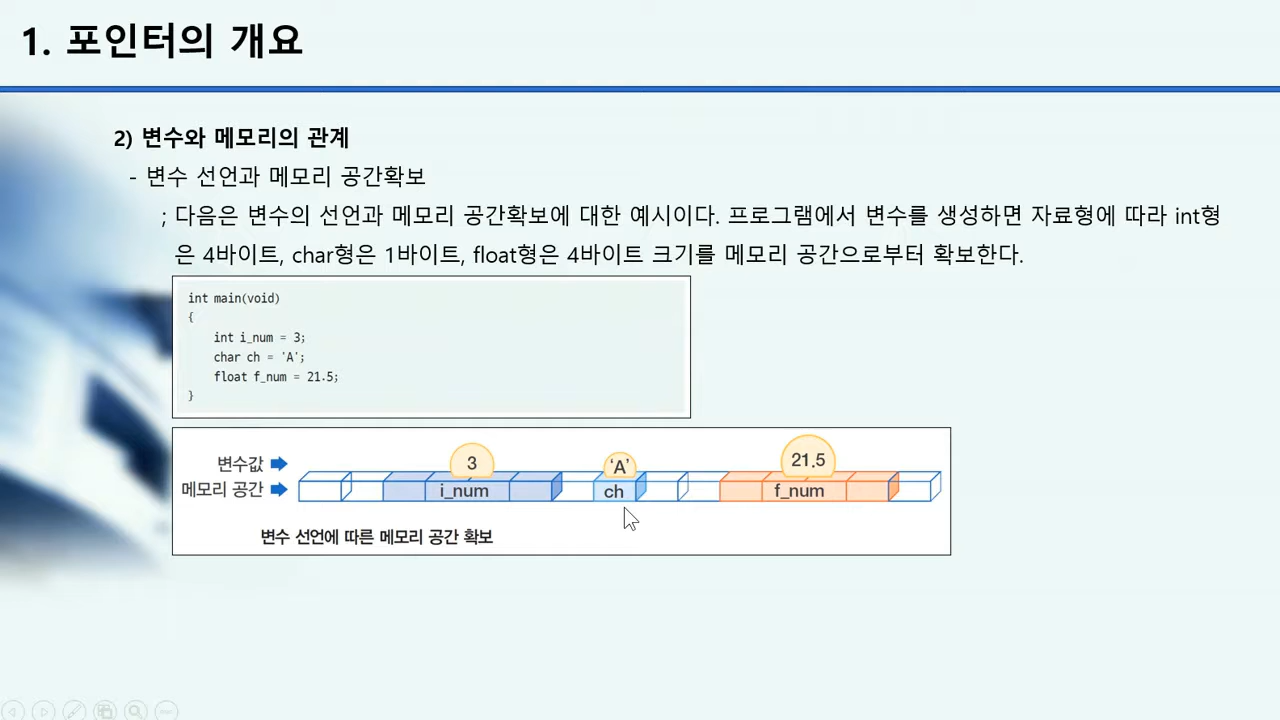 1. 포인터의 개요
2) 변수와 메모리의 관계
- 변수 선언과 메모리 공간확보
; 다음은 변수의 선언과 메모리 공간확보에 대한 예시이다. 프로그램에서 변수를 생성하면 자료형에 따라 int형
은 4바이트, char형은 1바이트, float형은 4바이트 크기를 메모리 공간으로부터 확보한다.
int main(void)
{
int i_num = 3;
char ch = 'A';
float f_num = 21.5;
}
변수값 3 ‘A’ 21.5
메모리 공간 i_num ch f_num
변수 선언에 따른 메모리 공간 확보